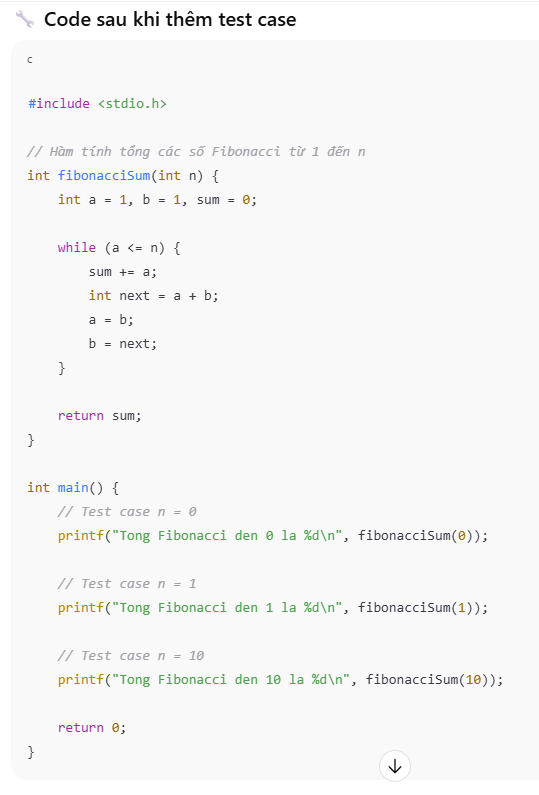 🔧 Code sau khi thêm test case
c
#include <stdio.h>
// Hàm tính tổng các số Fibonacci từ 1 đến n
int fibonacciSum(int n) {
    int a = 1, b = 1, sum = 0;
    while (a <= n) {
        sum += a;
        int next = a + b;
        a = b;
        b = next;
    }
    return sum;
}
int main() {
    // Test case n = 0
    printf("Tong Fibonacci den 0 la %d\n", fibonacciSum(0));
    // Test case n = 1
    printf("Tong Fibonacci den 1 la %d\n", fibonacciSum(1));
    // Test case n = 10
    printf("Tong Fibonacci den 10 la %d\n", fibonacciSum(10));
    return 0;
}